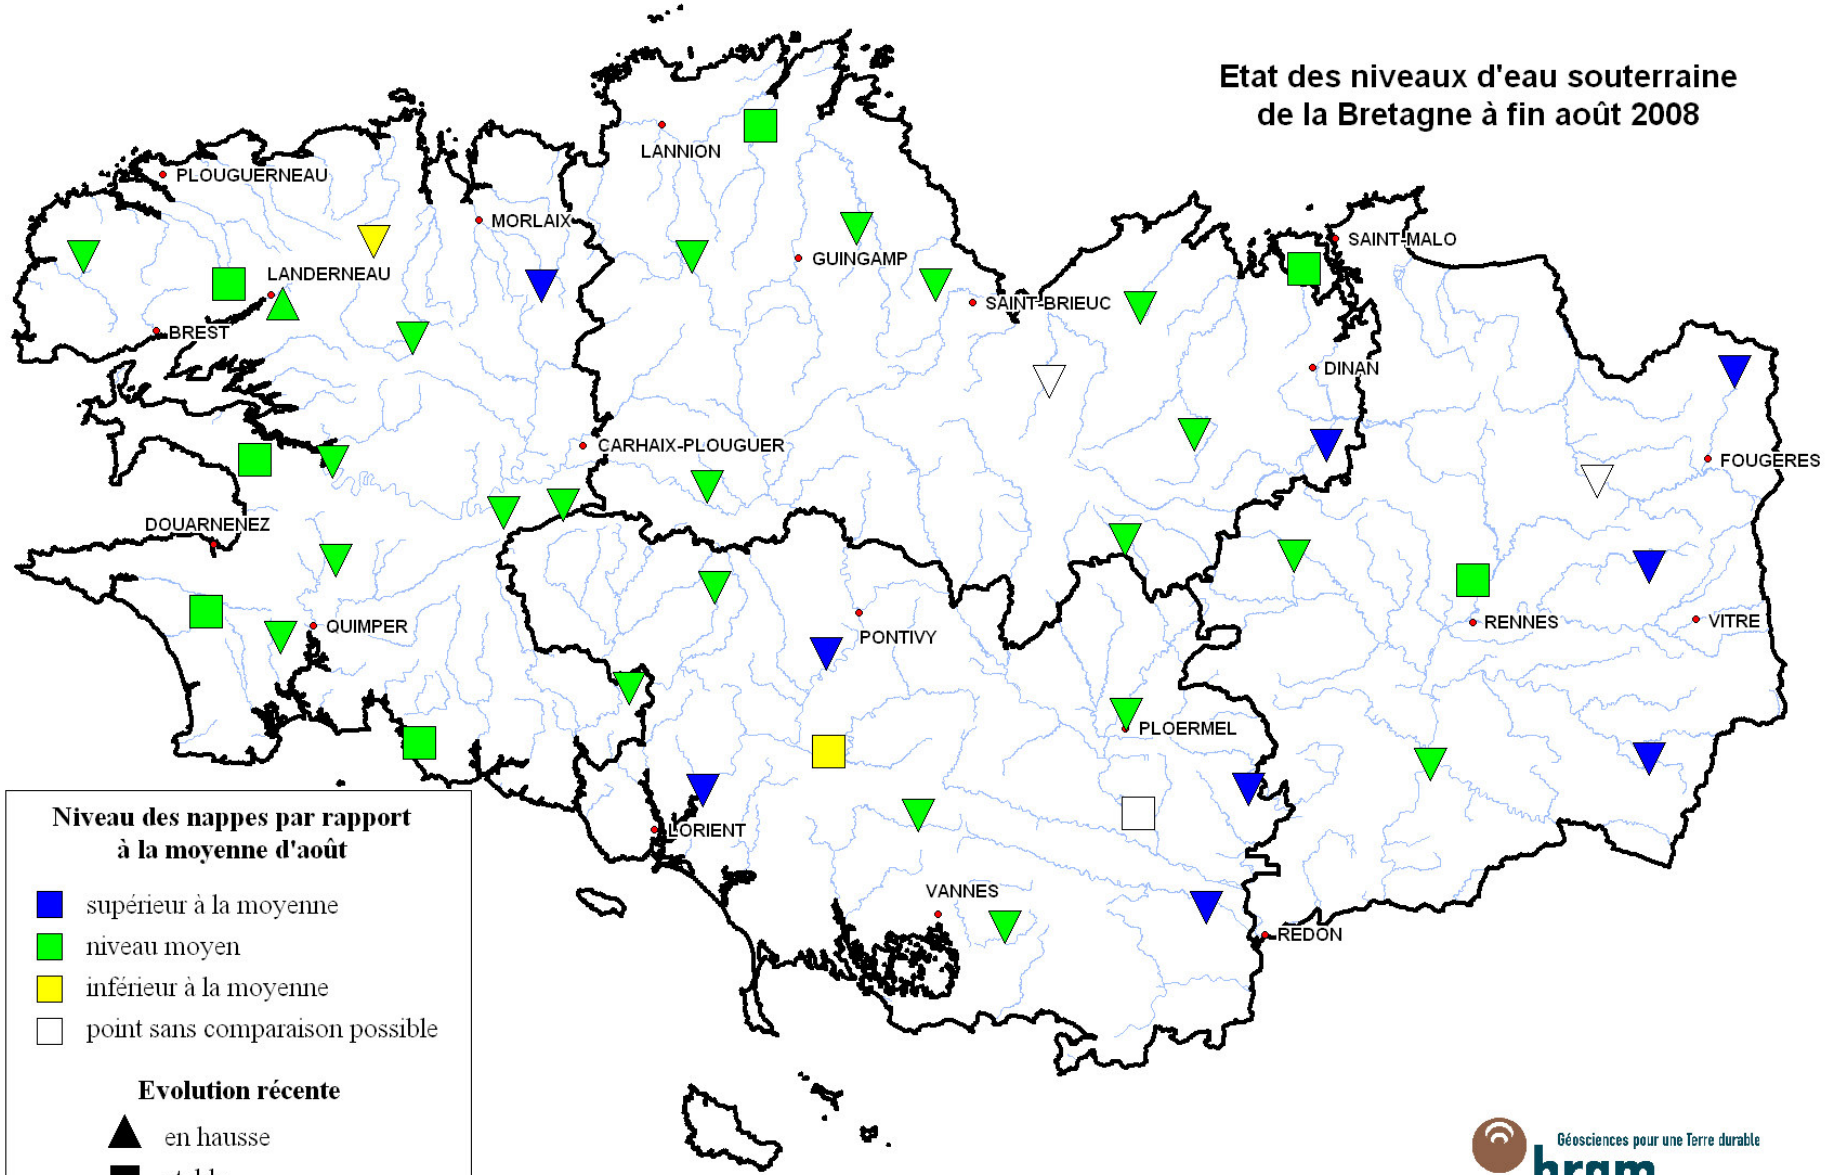 Etat des niveaux d'eau souterraine
de la Bretagne à fin août 2008
LANNION
PLOUGUERNEAU
MORLAIX
SAINT-MALO
GUINGAMP
LANDERNEAU
SAINT-BRIEUC
BREST
DINAN
CARHAIX-PLOUGUER
FOUGERES
DOUARNENEZ
QUIMPER
PONTIVY
RENNES
VITRE
PLOERMEL
LORIENT
VANNES
REDON
Niveau des nappes par rapport
à la moyenne d'août
supérieur à la moyenne
niveau moyen
inférieur à la moyenne
point sans comparaison possible
Evolution récente
en hausse
stable
Géosciences pour une Terre durable
brgm